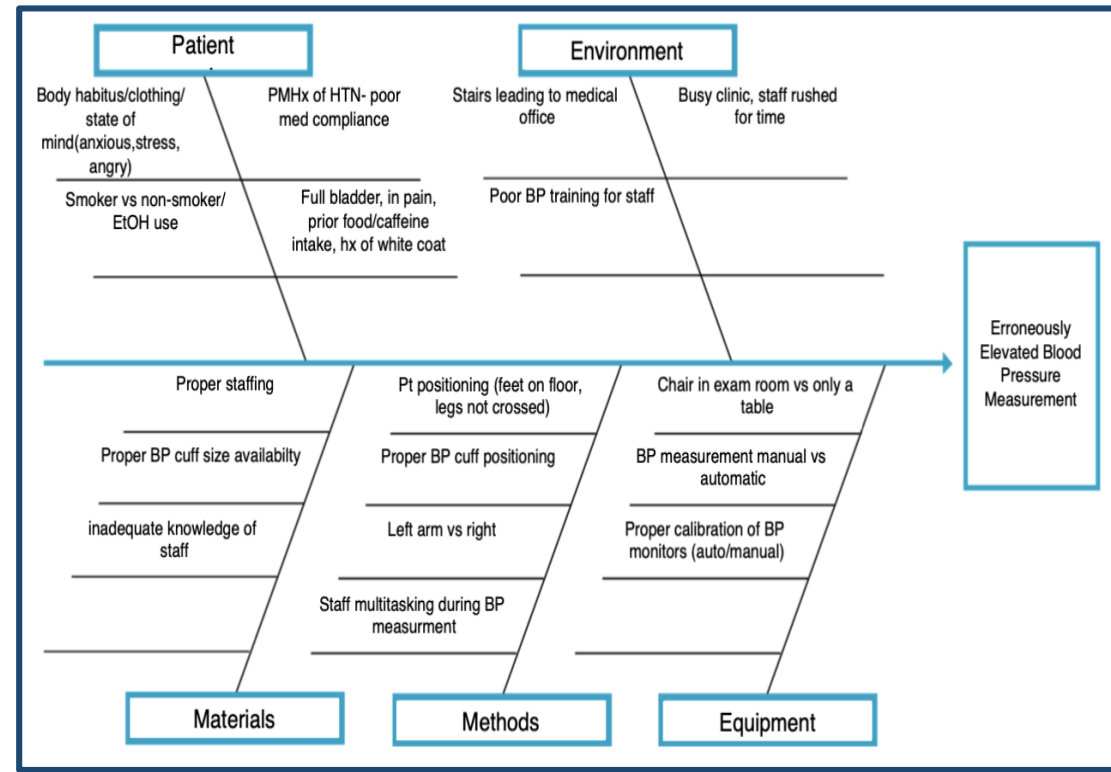 Patient
Environment
Body habitus/clothing/
state of
mind(anxious,stress,
angry)
PMHx of HTN- poor
med compliance
Stairs leading to medical
office
Busy clinic, staff rushed
for time
Smoker vs non-smoker/
EtOH use
Full bladder, in pain,
prior food/caffeine
intake, hx of white coat
Poor BP training for staff
Erroneously
Elevated Blood
Pressure
Measurement
Proper staffing
Proper BP cuff size availabilty
inadequate knowledge of
staff
Pt positioning (feet on floor,
legs not crossed)
Proper BP cuff positioning
Left arm vs right
Staff multitasking during BP
measurment
Chair in exam room vs only a
table
BP measurement manual vs
automatic
Proper calibration of BP
monitors (auto/manual)
Materials
Methods
Equipment